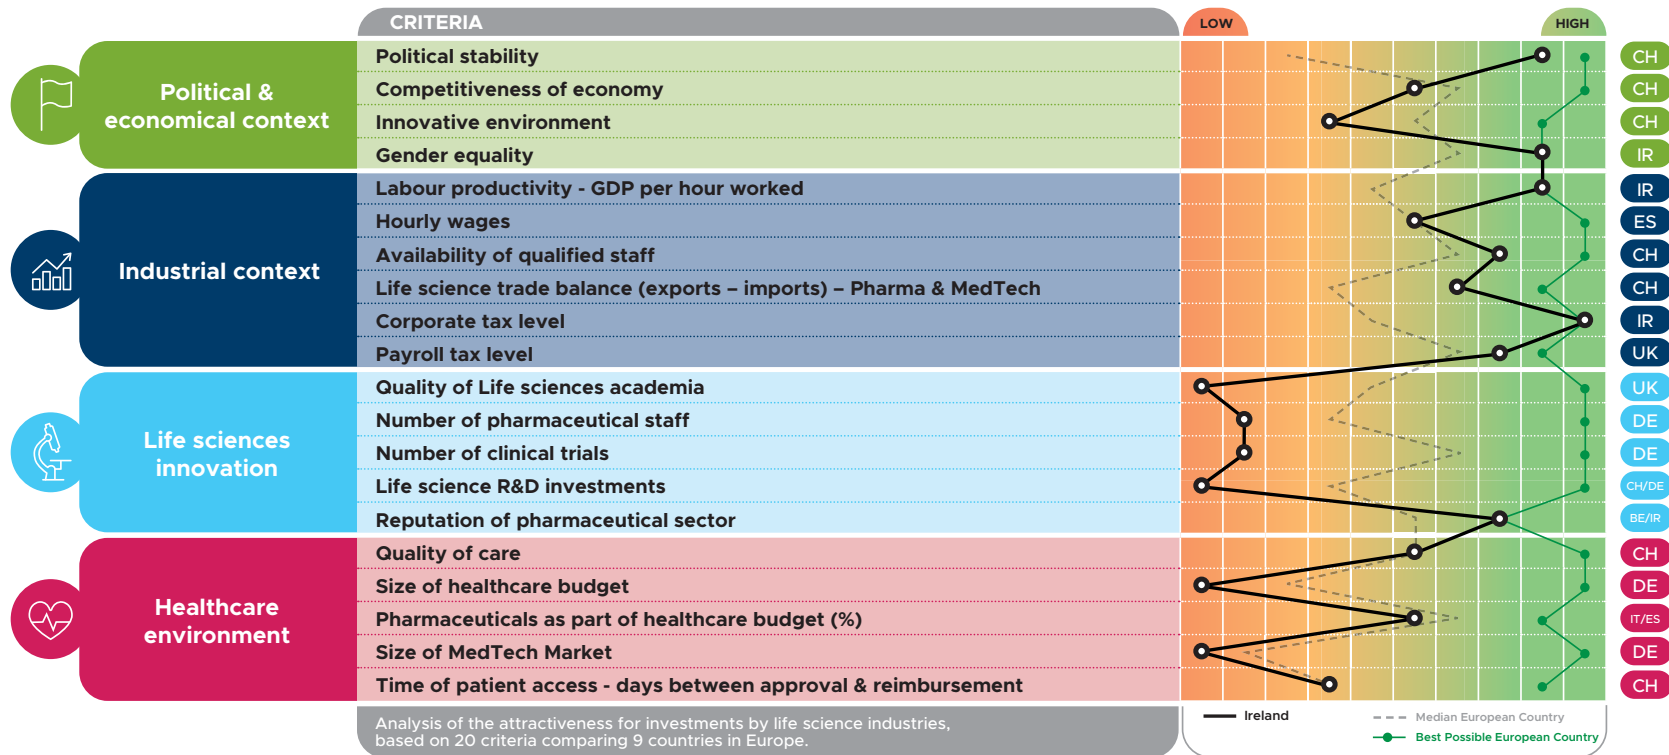 CRITERIA
LOW
HIGH
Political &
economical context
Political stability
CH
Competitiveness of economy
CH
Innovative environment
CH
Gender equality
IR
Industrial context
Labour productivity - GDP per hour worked
IR
Hourly wages
ES
Availability of qualified staff
CH
Life science trade balance (exports – imports) – Pharma & MedTech
CH
Corporate tax level
IR
Payroll tax level
UK
Life sciences
innovation
Quality of Life sciences academia
UK
Number of pharmaceutical staff
DE
Number of clinical trials
DE
Life science R&D investments
CH/DE
Reputation of pharmaceutical sector
BE/IR
Healthcare
environment
Quality of care
CH
Size of healthcare budget
DE
Pharmaceuticals as part of healthcare budget (%)
IT/ES
Size of MedTech Market
DE
Time of patient access - days between approval & reimbursement
CH
Analysis of the attractiveness for investments by life science industries,
based on 20 criteria comparing 9 countries in Europe.
Ireland
Median European Country
Best Possible European Country